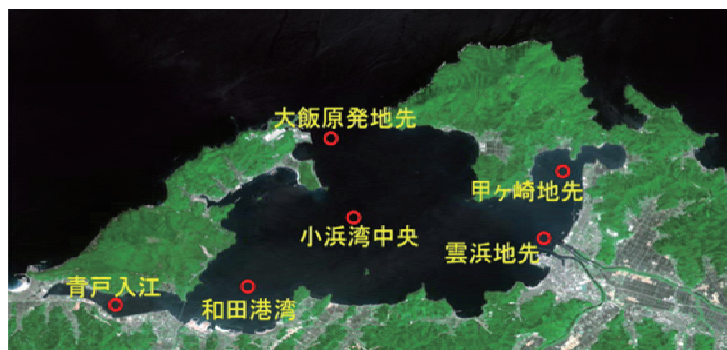 大飯原発地先
甲ヶ崎地先
小浜湾中央
雲浜地先
青戸入江
和田港湾